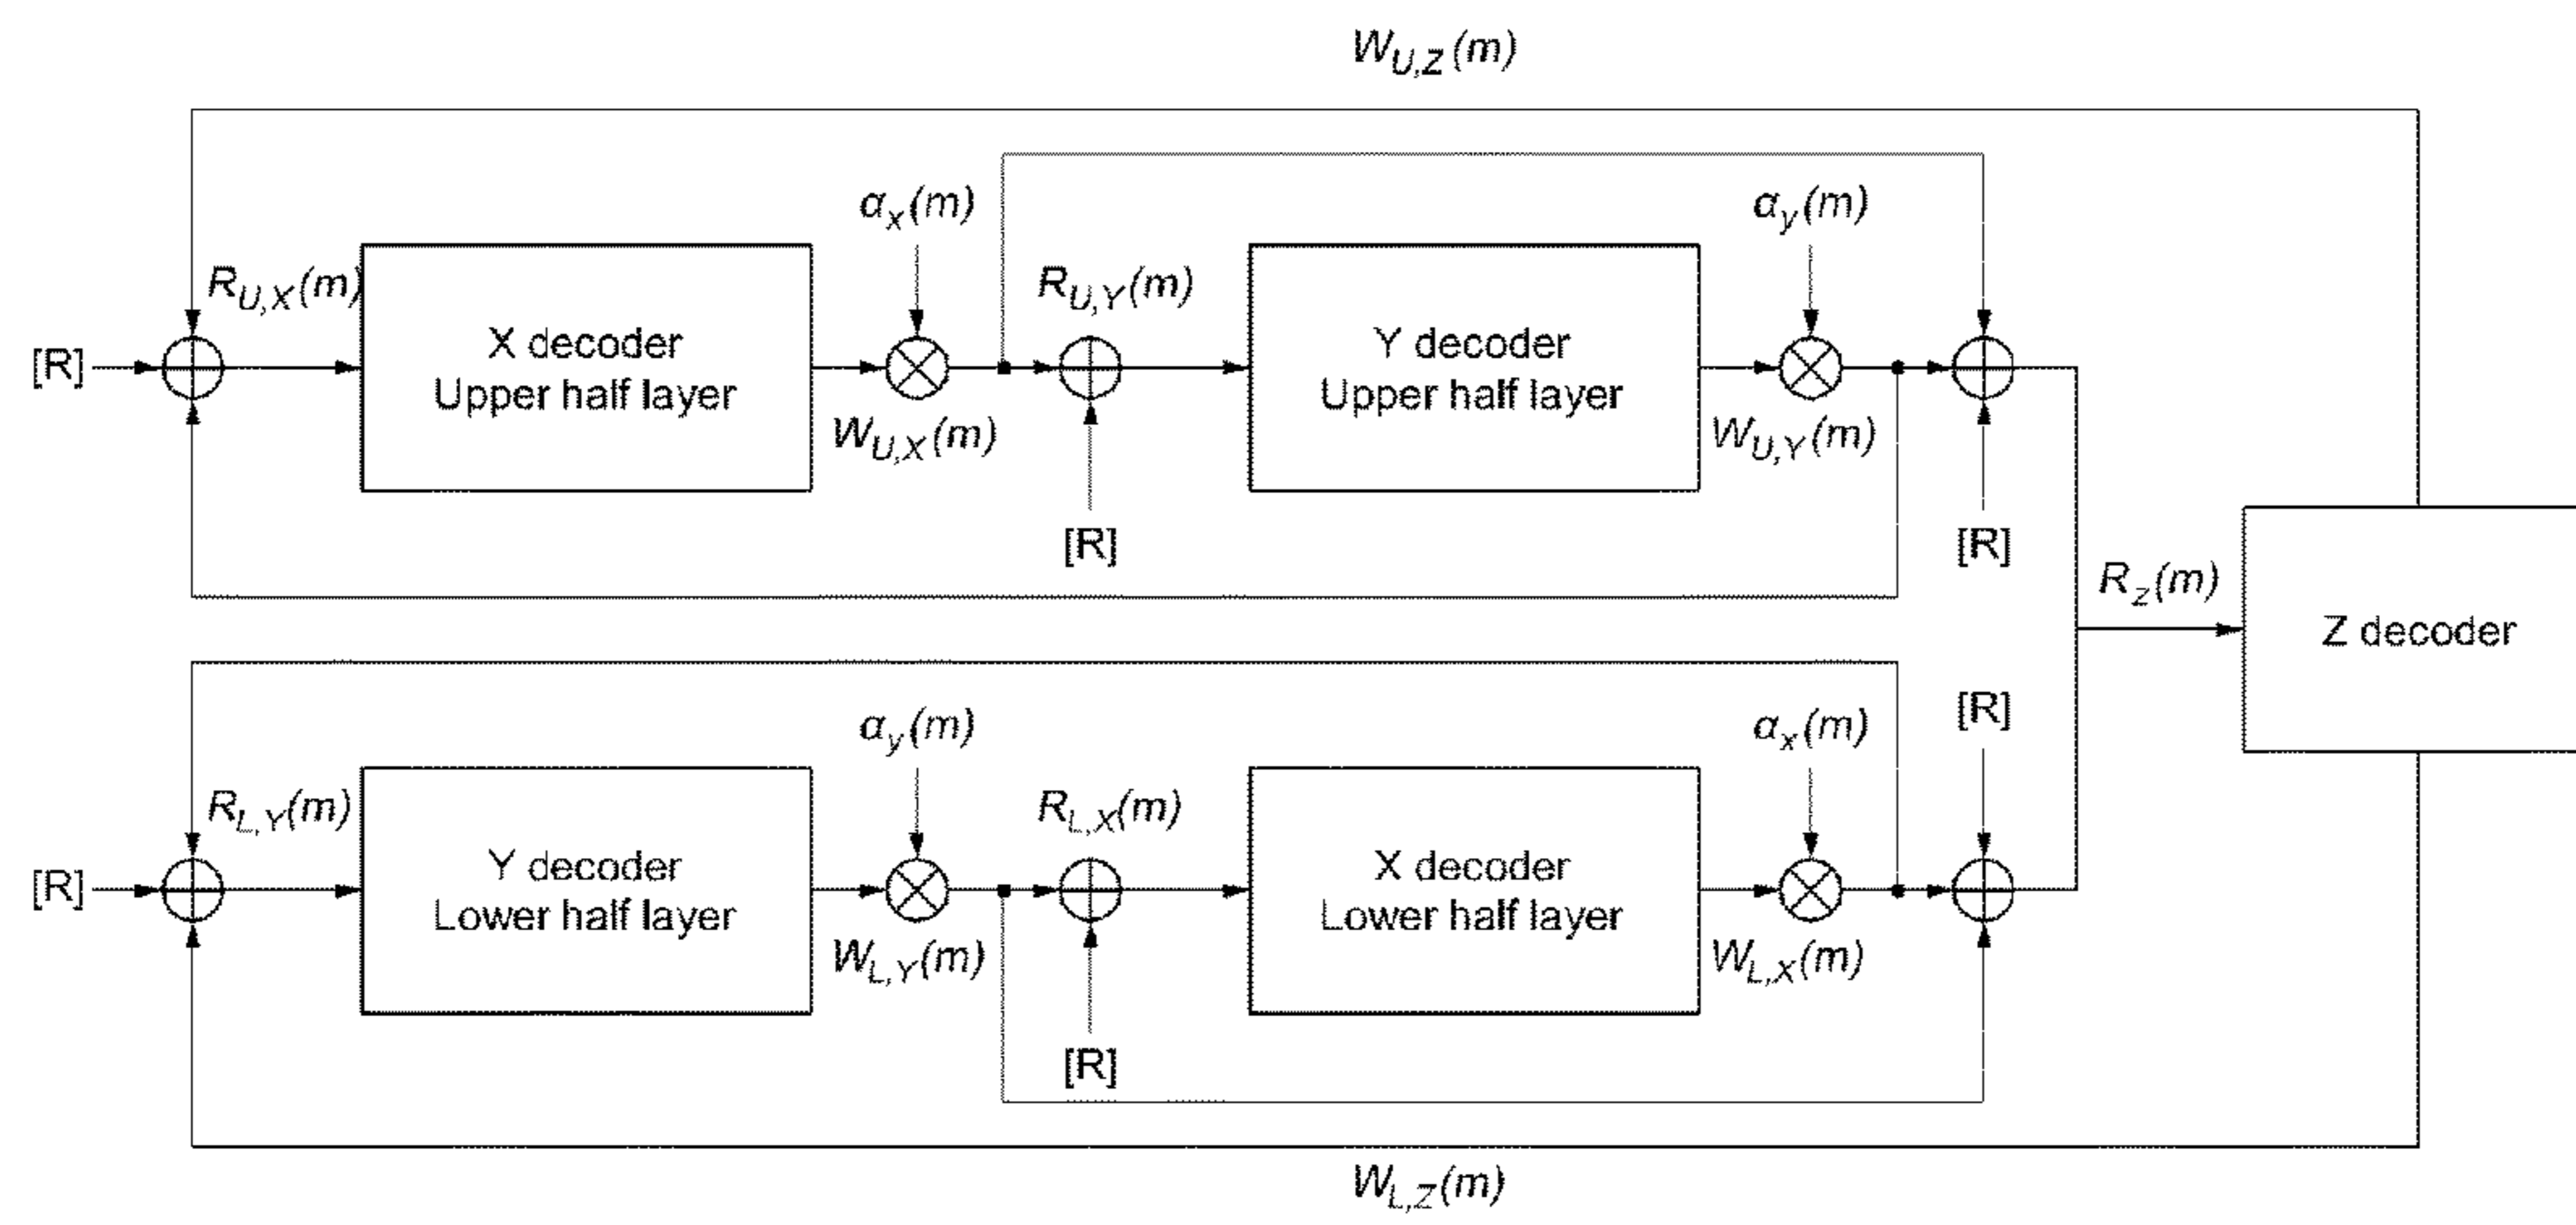 W_{U,Z}(m)
α_x(m)
α_y(m)
R_{U,X}(m)
R_{U,Y}(m)
[R]
X decoder
Upper half layer
Y decoder
Upper half layer
W_{U,X}(m)
W_{U,Y}(m)
[R]
[R]
R_z(m)
Z decoder
[R]
α_y(m)
α_x(m)
R_{L,Y}(m)
R_{L,X}(m)
[R]
Y decoder
Lower half layer
X decoder
Lower half layer
W_{L,Y}(m)
W_{L,X}(m)
[R]
W_{L,Z}(m)